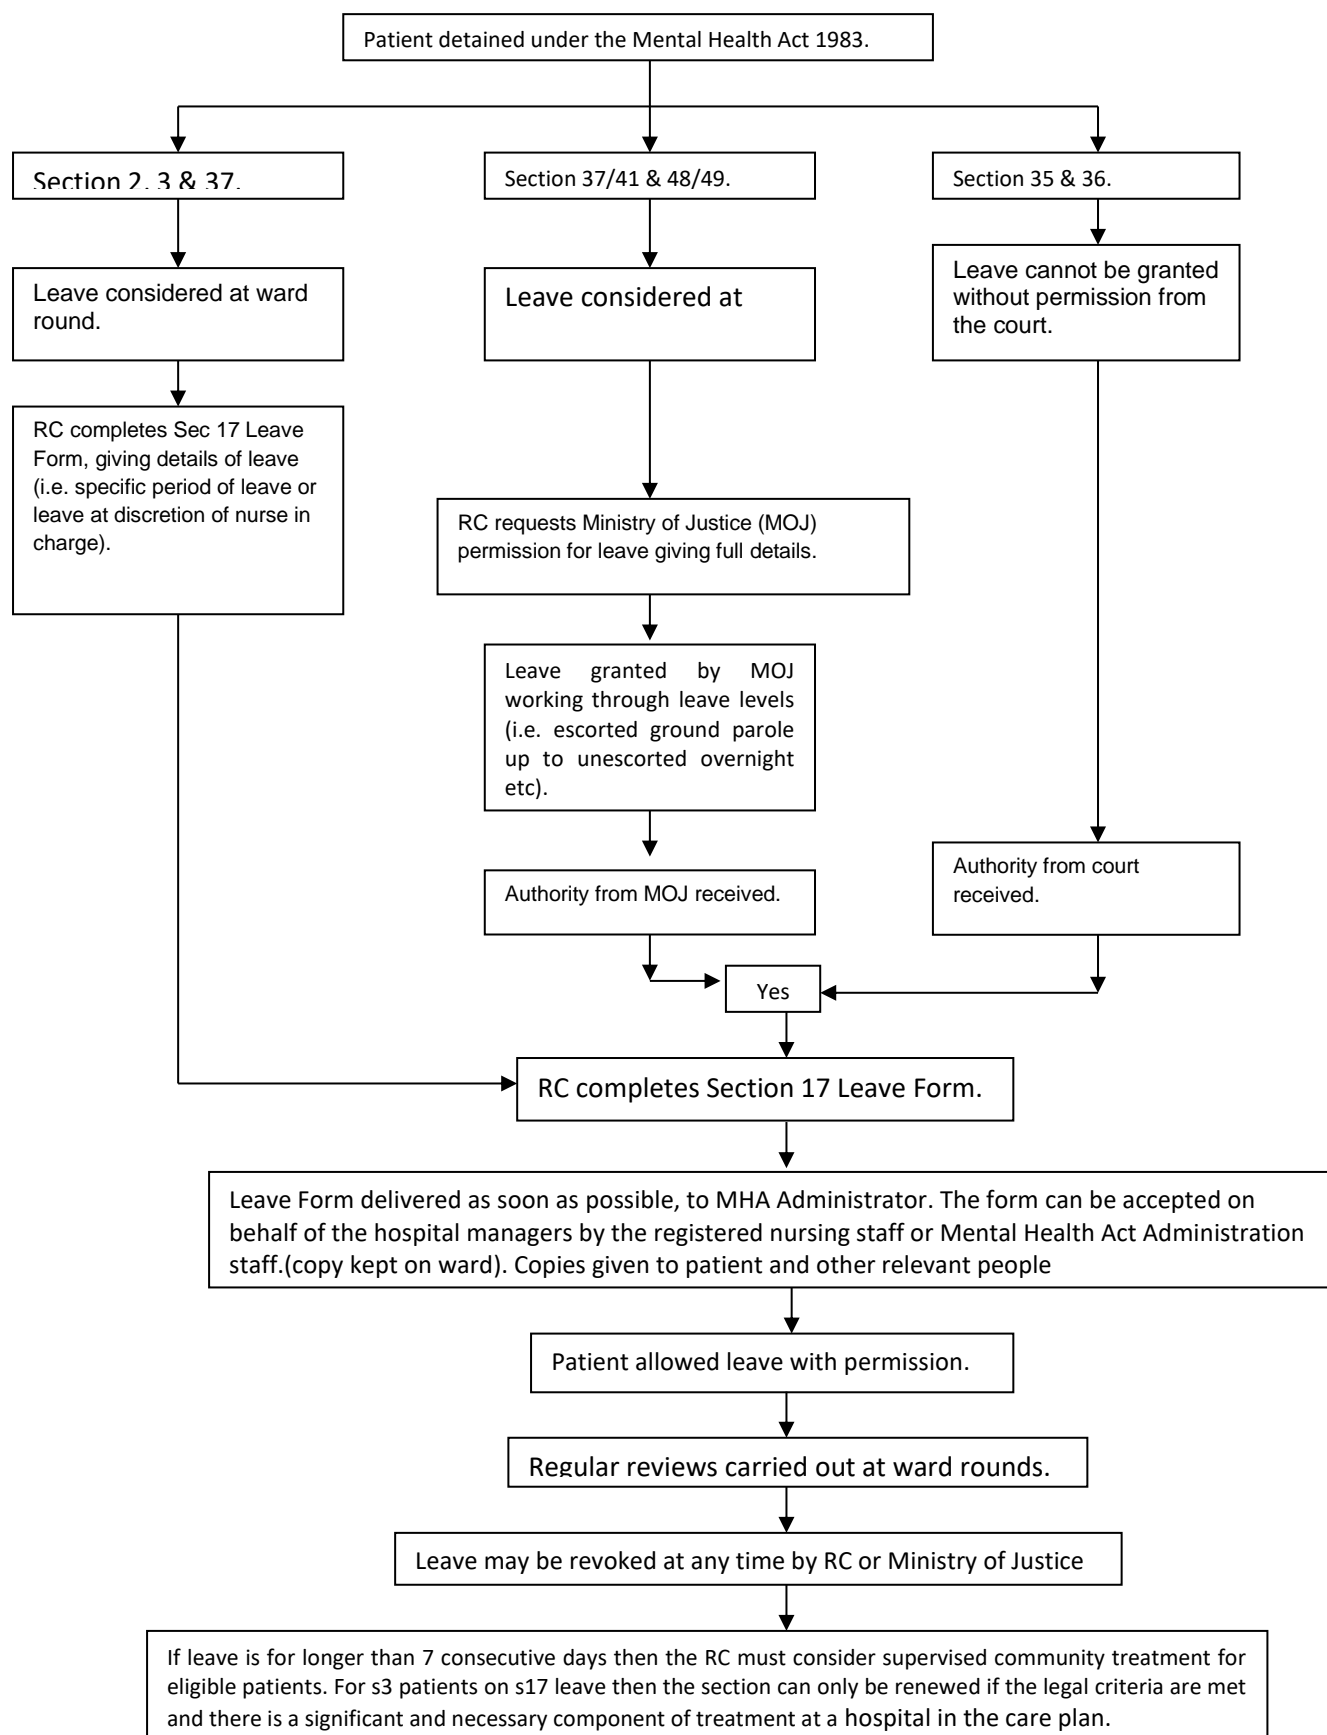 Patient detained under the Mental Health Act 1983.
Section 2, 3 & 37.
Section 37/41 & 48/49.
Section 35 & 36.
Leave considered at ward
round.
Leave considered at
Leave cannot be granted
without permission from
the court.
RC completes Sec 17 Leave
Form, giving details of leave
(i.e. specific period of leave or
leave at discretion of nurse in
charge).
RC requests Ministry of Justice (MOJ)
permission for leave giving full details.
Leave granted by MOJ
working through leave levels
(i.e. escorted ground parole
up to unescorted overnight
etc).
Authority from MOJ received.
Authority from court
received.
Yes
RC completes Section 17 Leave Form.
Leave Form delivered as soon as possible, to MHA Administrator. The form can be accepted on
behalf of the hospital managers by the registered nursing staff or Mental Health Act Administration
staff.(copy kept on ward). Copies given to patient and other relevant people
Patient allowed leave with permission.
Regular reviews carried out at ward rounds.
Leave may be revoked at any time by RC or Ministry of Justice
If leave is for longer than 7 consecutive days then the RC must consider supervised community treatment for
eligible patients. For s3 patients on s17 leave then the section can only be renewed if the legal criteria are met
and there is a significant and necessary component of treatment at a hospital in the care plan.